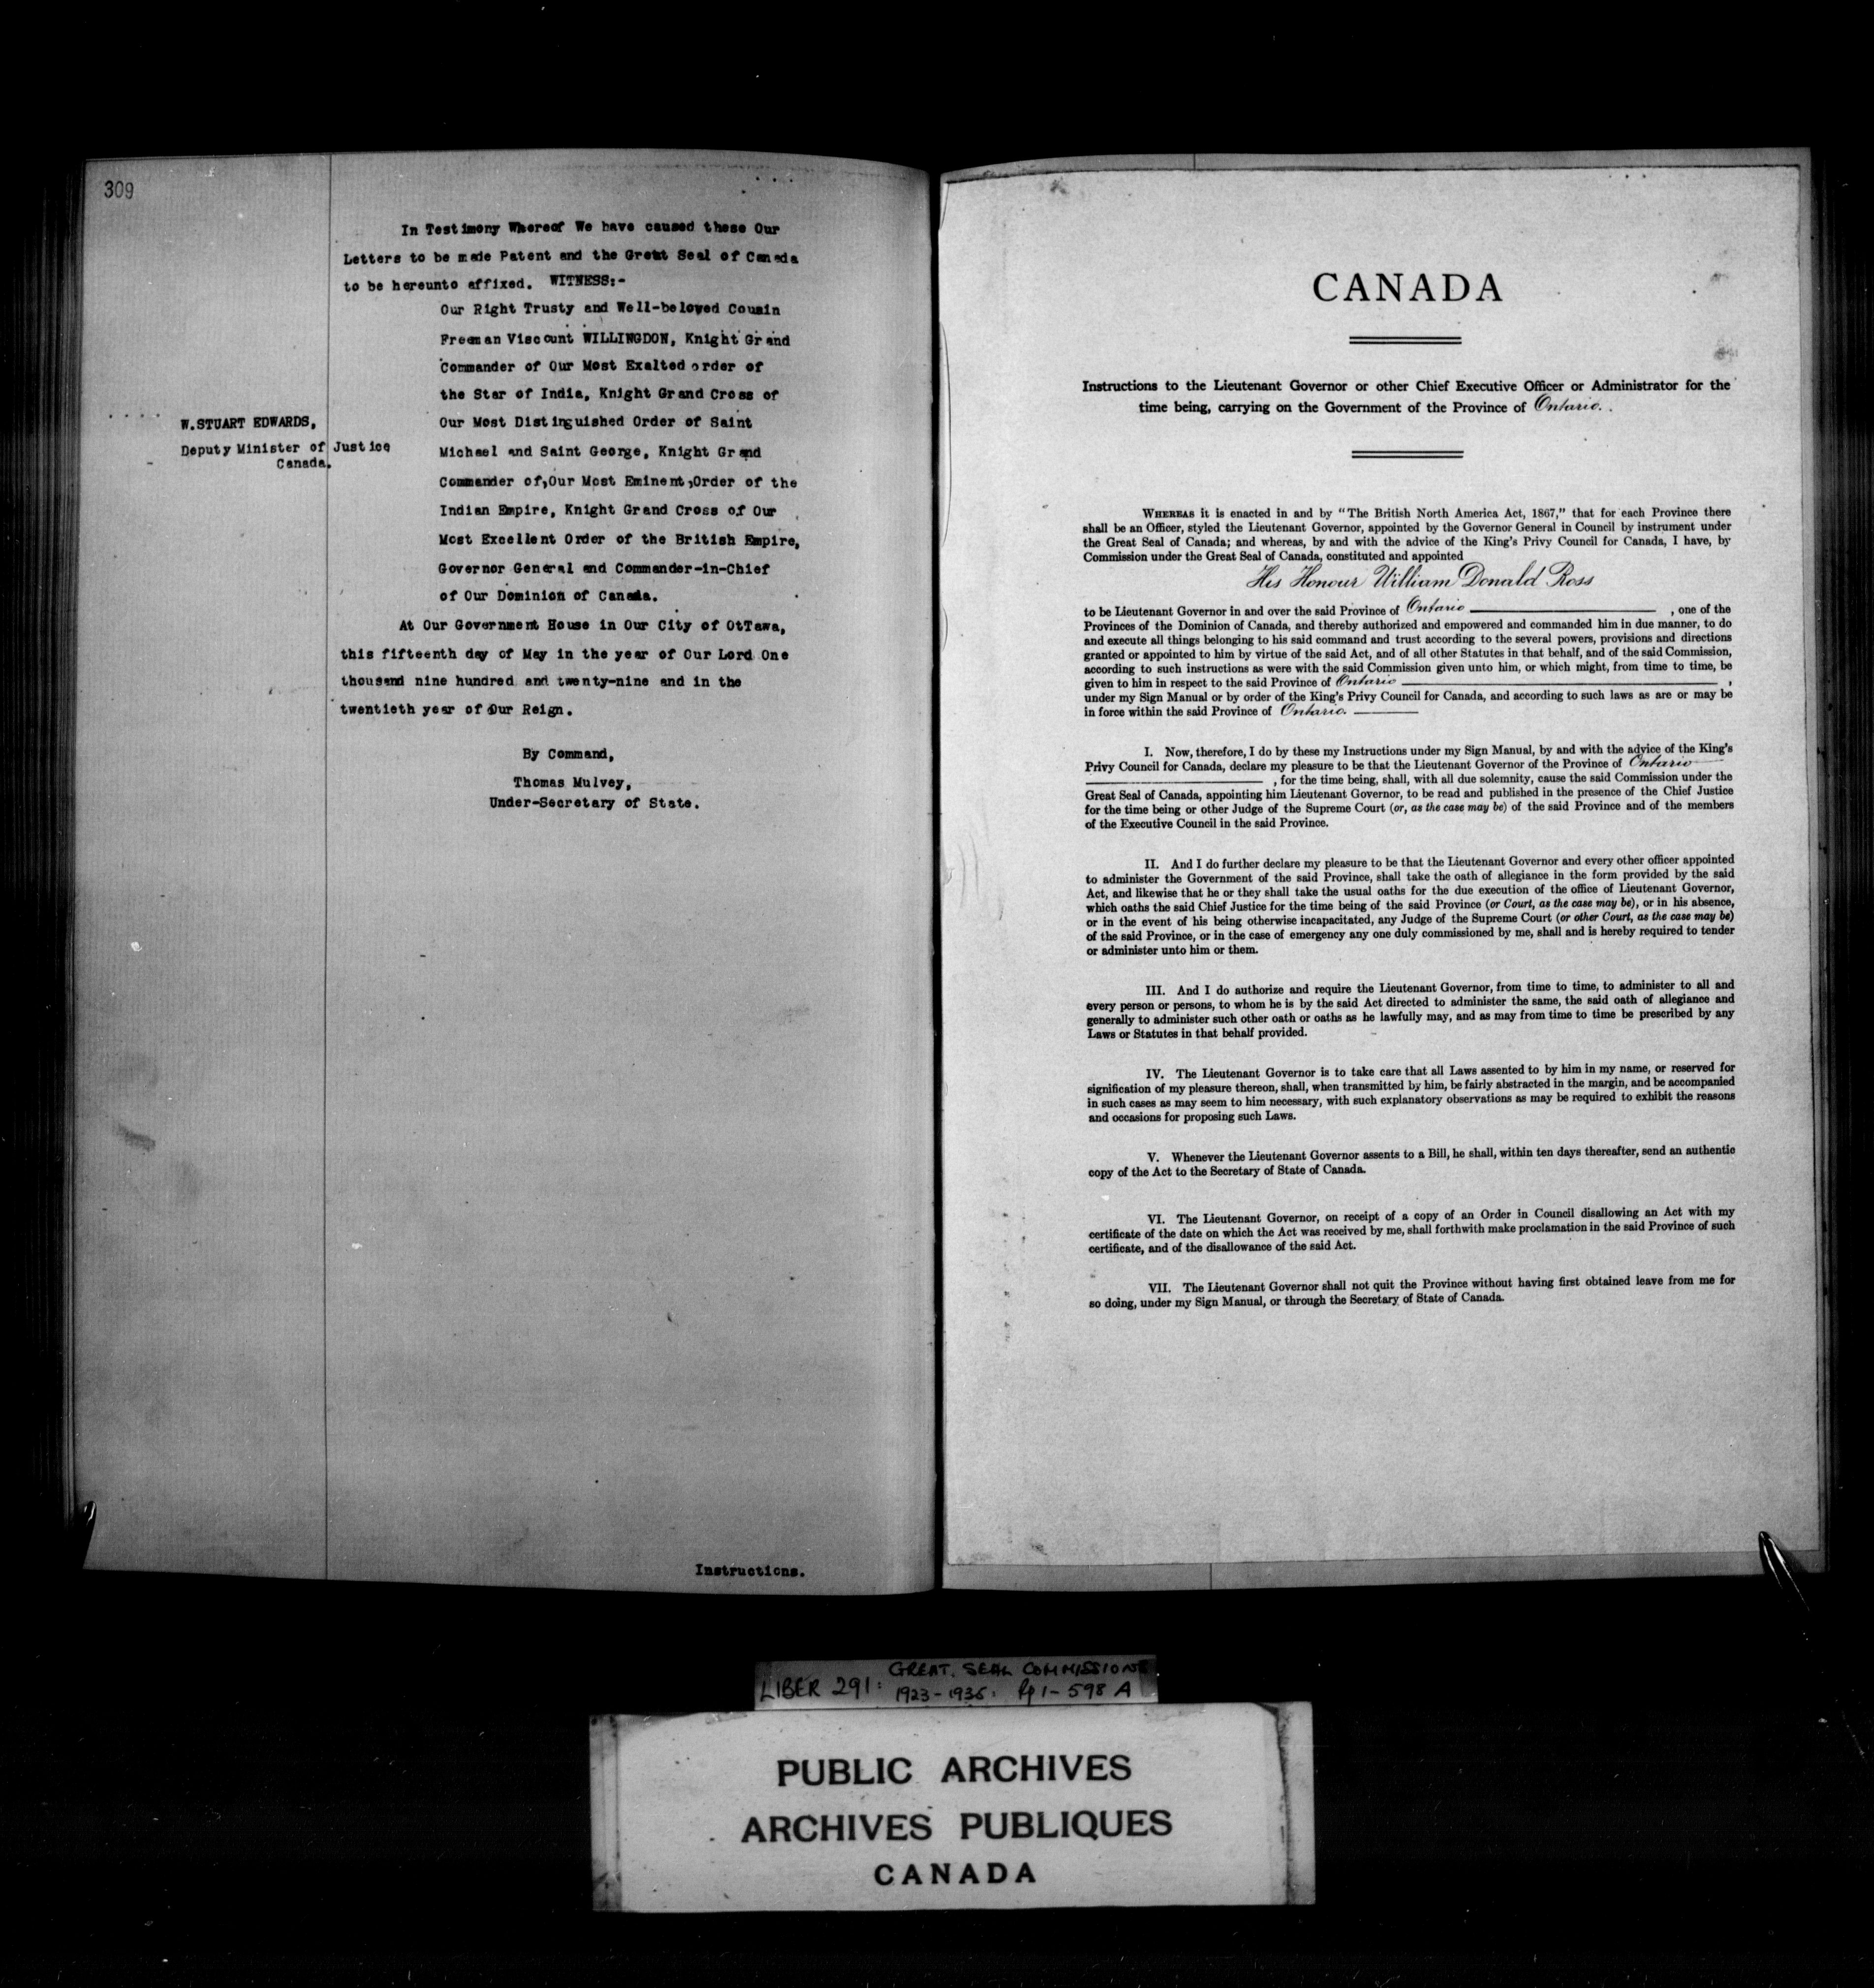 309
In Testimony Whereof We have caused these Our
Letters to be made Patent and the Great Seal of Canada
to be hereunto affixed. WITNESS:-
Our Right Trusty and Well-beloved Cousin
Freeman Viscount WILLINGDON, Knight Grand
Commander of Our Most Exalted order of
the Star of India, Knight Grand Cross of
Our Most Distinguished Order of Saint
Michael and Saint George, Knight Grand
Commander of,Our Most Eminent,Order of the
Indian Empire, Knight Grand Cross of Our
Most Excellent Order of the British Empire,
Governor General and Commander-in-Chief
of Our Dominion of Canada.
W.STUART EDWARDS,
Deputy Minister of Justice
Canada.
At Our Government House in Our City of OtTawa,
this fifteenth day of May in the year of Our Lord One
thousand nine hundred and twenty-nine and in the
twentieth year of Our Reign.
By Command,
Thomas Mulvey,
Under-Secretary of State.
Instructions.
CANADA
Instructions to the Lieutenant Governor or other Chief Executive Officer or Administrator for the
time being, carrying on the Government of the Province of Ontario.
WHEREAS it is enacted in and by "The British North America Act, 1867," that for each Province there
shall be an Officer, styled the Lieutenant Governor, appointed by the Governor General in Council by instrument under
the Great Seal of Canada; and whereas, by and with the advice of the King's Privy Council for Canada, I have, by
Commission under the Great Seal of Canada, constituted and appointed
His Honour William Donald Ross
to be Lieutenant Governor in and over the said Province of Ontario , one of the
Provinces of the Dominion of Canada, and thereby authorized and empowered and commanded him in due manner, to do
and execute all things belonging to his said command and trust according to the several powers, provisions and directions
granted or appointed to him by virtue of the said Act, and of all other Statutes in that behalf, and of the said Commission,
according to such instructions as were with the said Commission given unto him, or which might, from time to time, be
given to him in respect to the said Province of Ontario ,
under my Sign Manual or by order of the King's Privy Council for Canada, and according to such laws as are or may be
in force within the said Province of Ontario.
I. Now, therefore, I do by these my Instructions under my Sign Manual, by and with the advice of the King's
Privy Council for Canada, declare my pleasure to be that the Lieutenant Governor of the Province of Ontario
, for the time being, shall, with all due solemnity, cause the said Commission under the
Great Seal of Canada, appointing him Lieutenant Governor, to be read and published in the presence of the Chief Justice
for the time being or other Judge of the Supreme Court (or, as the case may be) of the said Province and of the members
of the Executive Council in the said Province.
II. And I do further declare my pleasure to be that the Lieutenant Governor and every other officer appointed
to administer the Government of the said Province, shall take the oath of allegiance in the form provided by the said
Act, and likewise that he or they shall take the usual oaths for the due execution of the office of Lieutenant Governor,
which oaths the said Chief Justice for the time being of the said Province (or Court, as the case may be), or in his absence,
or in the event of his being otherwise incapacitated, any Judge of the Supreme Court (or other Court, as the case may be)
of the said Province, or in the case of emergency any one duly commissioned by me, shall and is hereby required to tender
or administer unto him or them.
III. And I do authorize and require the Lieutenant Governor, from time to time, to administer to all and
every person or persons, to whom he is by the said Act directed to administer the same, the said oath of allegiance and
generally to administer such other oath or oaths as he lawfully may, and as may from time to time be prescribed by any
Laws or Statutes in that behalf provided.
IV. The Lieutenant Governor is to take care that all Laws assented to by him in my name, or reserved for
signification of my pleasure thereon, shall, when transmitted by him, be fairly abstracted in the margin, and be accompanied
in such cases as may seem to him necessary, with such explanatory observations as may be required to exhibit the reasons
and occasions for proposing such Laws.
V. Whenever the Lieutenant Governor assents to a Bill, he shall, within ten days thereafter, send an authentic
copy of the Act to the Secretary of State of Canada.
VI. The Lieutenant Governor, on receipt of a copy of an Order in Council disallowing an Act with my
certificate of the date on which the Act was received by me, shall forthwith make proclamation in the said Province of such
certificate, and of the disallowance of the said Act.
VII. The Lieutenant Governor shall not quit the Province without having first obtained leave from me for
so doing, under my Sign Manual, or through the Secretary of State of Canada.
LIBER 291: GREAT SEAL COMMISSIONS
1923-1935: pp 1-598 A
PUBLIC ARCHIVES
ARCHIVES PUBLIQUES
CANADA